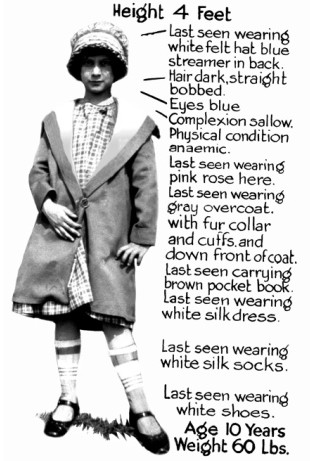 Height 4 Feet
Last seen wearing
white felt hat blue
streamer in back.
Hair dark, straight
bobbed.
Eyes blue
Complexion sallow.
Physical condition
anaemic.
Last seen wearing
pink rose here.
Last seen wearing
gray overcoat.
with fur collar
and cuffs, and
down front of coat.
Last seen carrying
brown pocket book.
Last seen wearing
white silk dress.
Last seen wearing
white silk socks.
Last seen wearing
white shoes.
Age 10 Years
Weight 60 Lbs.